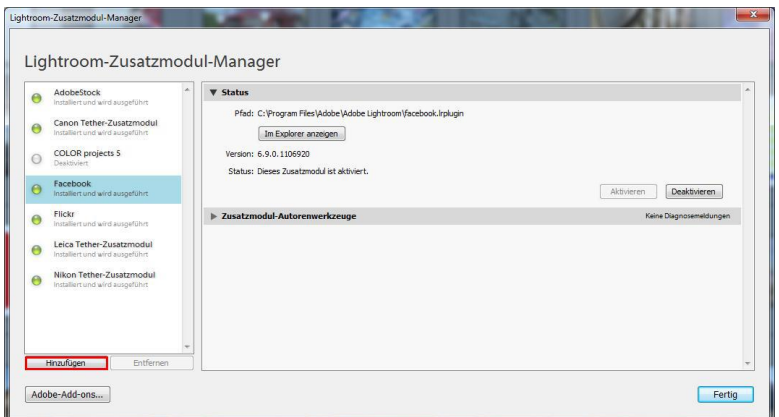 Lightroom-Zusatzmodul-Manager
Lightroom-Zusatzmodul-Manager
AdobeStock
Installiert und wird ausgeführt
Canon Tether-Zusatzmodul
Installiert und wird ausgeführt
COLOR projects 5
Deaktiviert
Facebook
Installiert und wird ausgeführt
Flickr
Installiert und wird ausgeführt
Leica Tether-Zusatzmodul
Installiert und wird ausgeführt
Nikon Tether-Zusatzmodul
Installiert und wird ausgeführt
Hinzufügen Entfernen
Adobe-Add-ons...
Status
Pfad: C:\Program Files\Adobe\Adobe Lightroom\facebook.lrplugin
Im Explorer anzeigen
Version: 6.9.0.1106920
Status: Dieses Zusatzmodul ist aktiviert.
Aktivieren Deaktivieren
Zusatzmodul-Autorenwerkzeuge Keine Diagnosemeldungen
Fertig